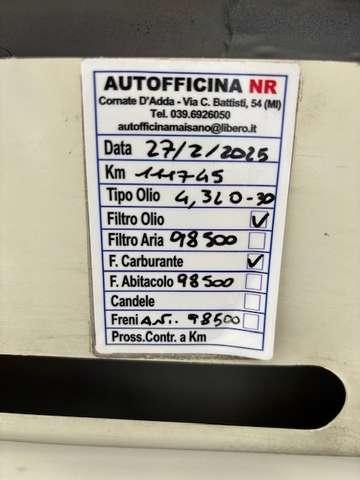 AUTOFFICINA NR
Cornate D'Adda - Via C. Battisti, 54 (MI)
Tel. 039.6926050
autofficinamaisano@libero.it
Data 27/2/2025
Km 111745
Tipo Olio 4,3L 0-30
Filtro Olio ✓
Filtro Aria 98500
F. Carburante ✓
F. Abitacolo 98500
Candele
Freni ANT. 98500
Pross.Contr. a Km